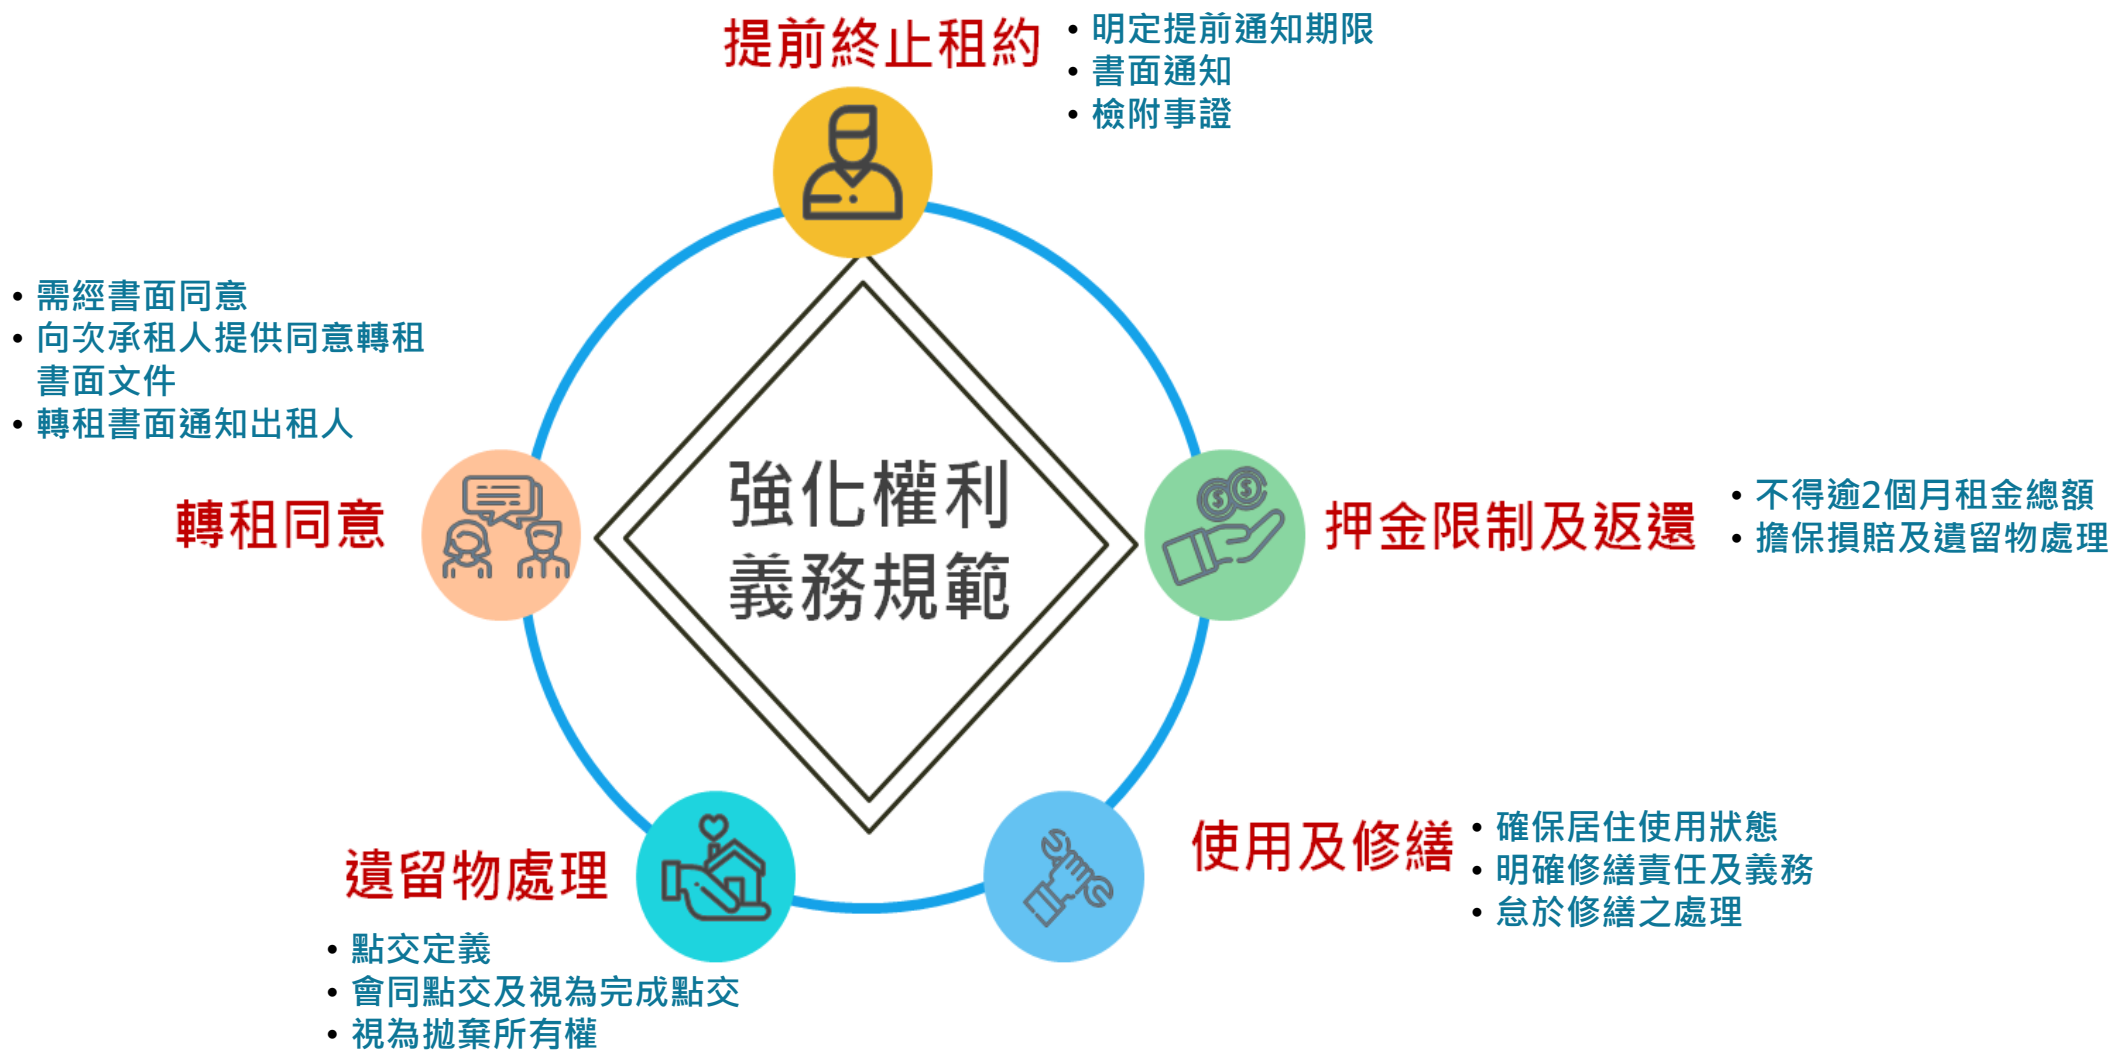 提前終止租約
• 明定提前通知期限
• 書面通知
• 檢附事證
• 需經書面同意
• 向次承租人提供同意轉租
書面文件
• 轉租書面通知出租人
轉租同意
強化權利
義務規範
押金限制及返還
• 不得逾2個月租金總額
• 擔保損賠及遺留物處理
使用及修繕
• 確保居住使用狀態
• 明確修繕責任及義務
• 怠於修繕之處理
遺留物處理
• 點交定義
• 會同點交及視為完成點交
• 視為拋棄所有權